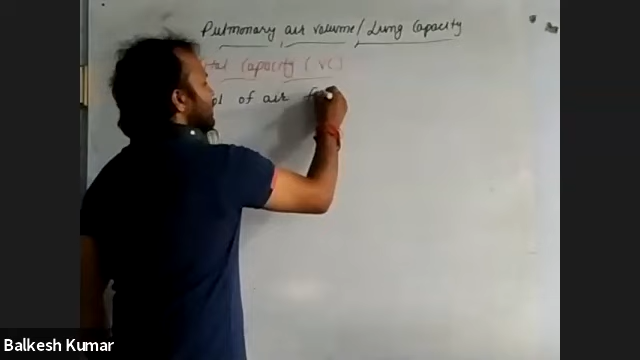 Pulmonary air volume / Lung Capacity
Capacity (VC)
of air
Balkesh Kumar